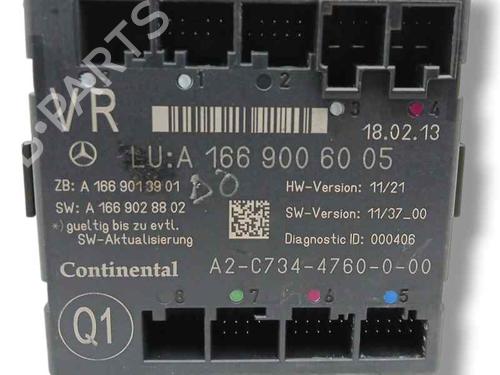 B-PARTS
1
2
VR
3
4
18.02.13
LU:A 166 900 60 05
ZB: A 166 901 39 01
HW-Version: 11/21
SW: A 166 902 88 02
SW-Version: 11/37_00
*) gueltig bis zu evtl.
SW-Aktualisierung
Diagnostic ID: 000406
Continental
A2-C734-4760-0-00
8
7
6
5
Q1